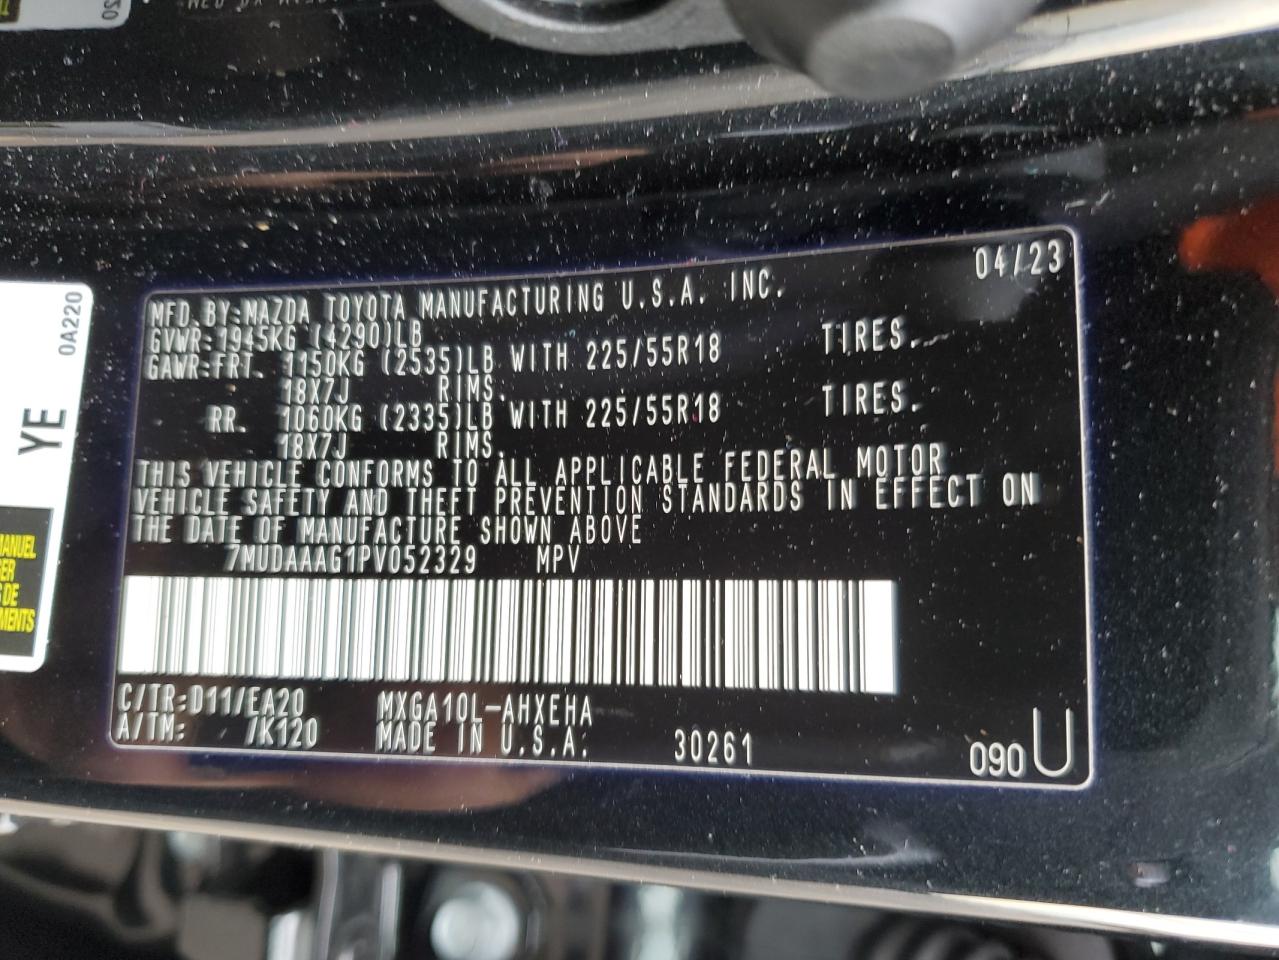 04/23
MFD. BY: MAZDA TOYOTA MANUFACTURING U.S.A. INC.
GVWR: 1945KG (4290)LB
GAWR:FRT. 1150KG (2535)LB WITH 225/55R18 TIRES.
18X7J RIMS.
RR. 1060KG (2335)LB WITH 225/55R18 TIRES.
18X7J RIMS.
THIS VEHICLE CONFORMS TO ALL APPLICABLE FEDERAL MOTOR
VEHICLE SAFETY AND THEFT PREVENTION STANDARDS IN EFFECT ON
THE DATE OF MANUFACTURE SHOWN ABOVE
7MUDAAAG1PV052329 MPV
C/TR:D11/EA20 MXGA10L-AHXEHA
A/TM: /K120 MADE IN U.S.A. 30261
090 U
0A220
YE